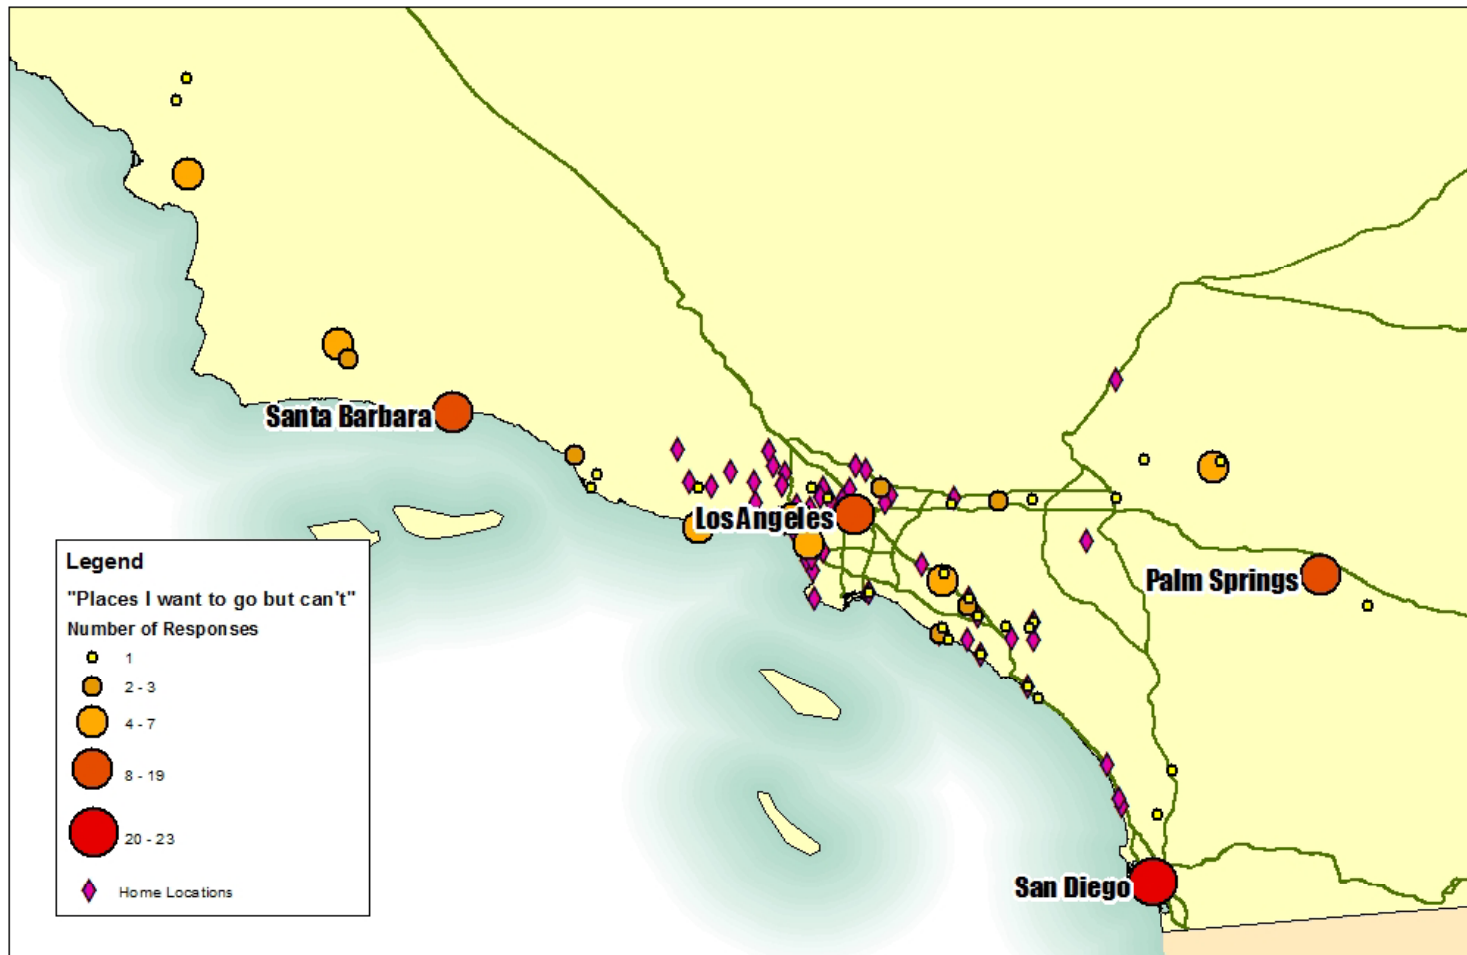 Santa Barbara
Los Angeles
Palm Springs
San Diego
Legend
"Places I want to go but can't"
Number of Responses
1
2 - 3
4 - 7
8 - 19
20 - 23
Home Locations